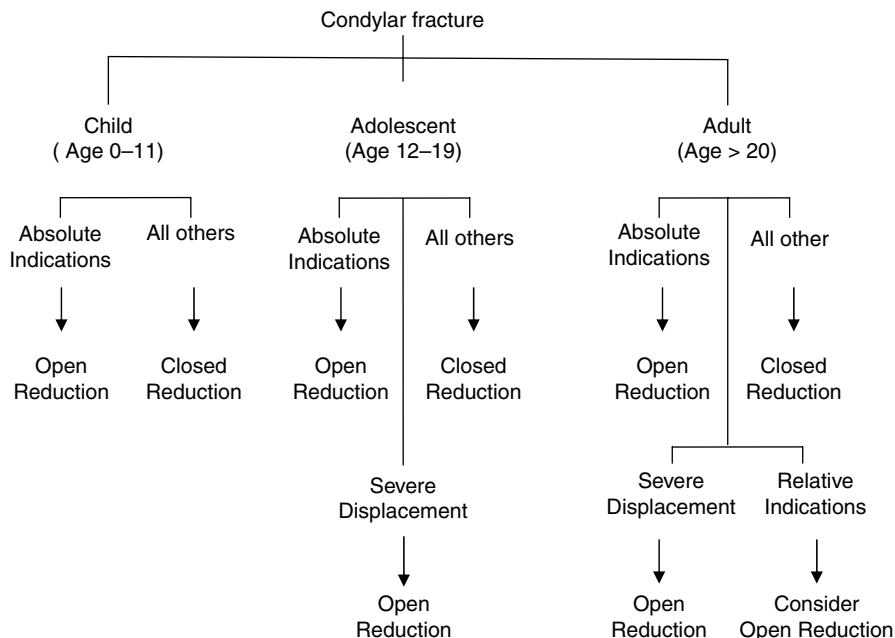 Condylar fracture
Child
( Age 0–11)
Adolescent
(Age 12–19)
Adult
(Age > 20)
Absolute
Indications
All others
Absolute
Indications
All others
Absolute
Indications
All other
Open
Reduction
Closed
Reduction
Open
Reduction
Closed
Reduction
Open
Reduction
Closed
Reduction
Severe
Displacement
Severe
Displacement
Relative
Indications
Open
Reduction
Open
Reduction
Consider
Open Reduction